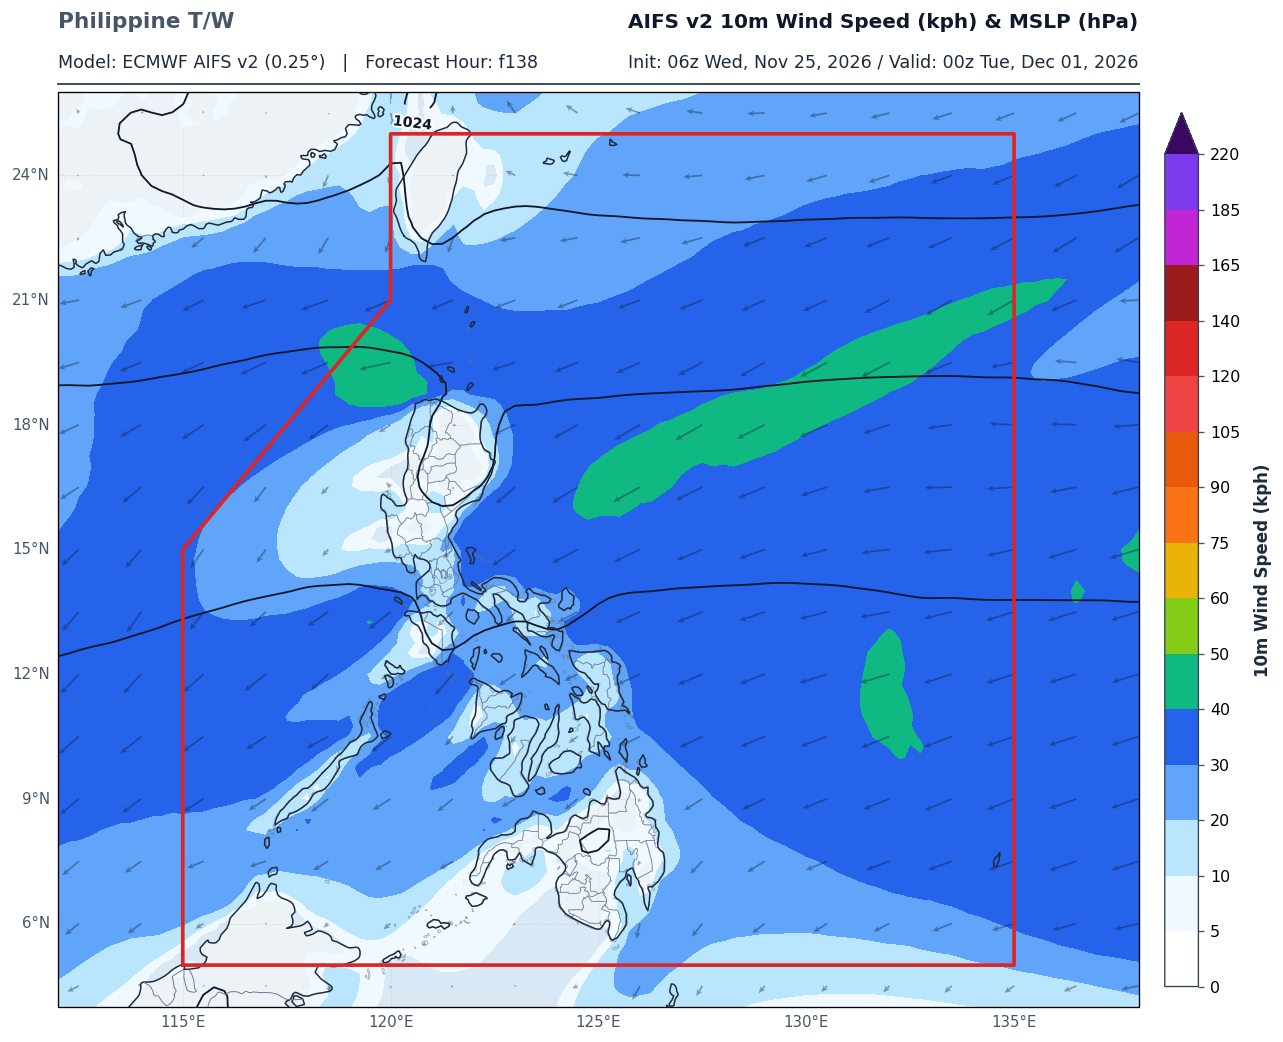 Philippine T/W
AIFS v2 10m Wind Speed (kph) & MSLP (hPa)
Model: ECMWF AIFS v2 (0.25°) | Forecast Hour: f138
Init: 06z Wed, Nov 25, 2026 / Valid: 00z Tue, Dec 01, 2026
1024
24°N
21°N
18°N
15°N
12°N
9°N
6°N
115°E
120°E
125°E
130°E
135°E
220
185
165
140
120
105
90
75
60
50
40
30
20
10
5
0
10m Wind Speed (kph)